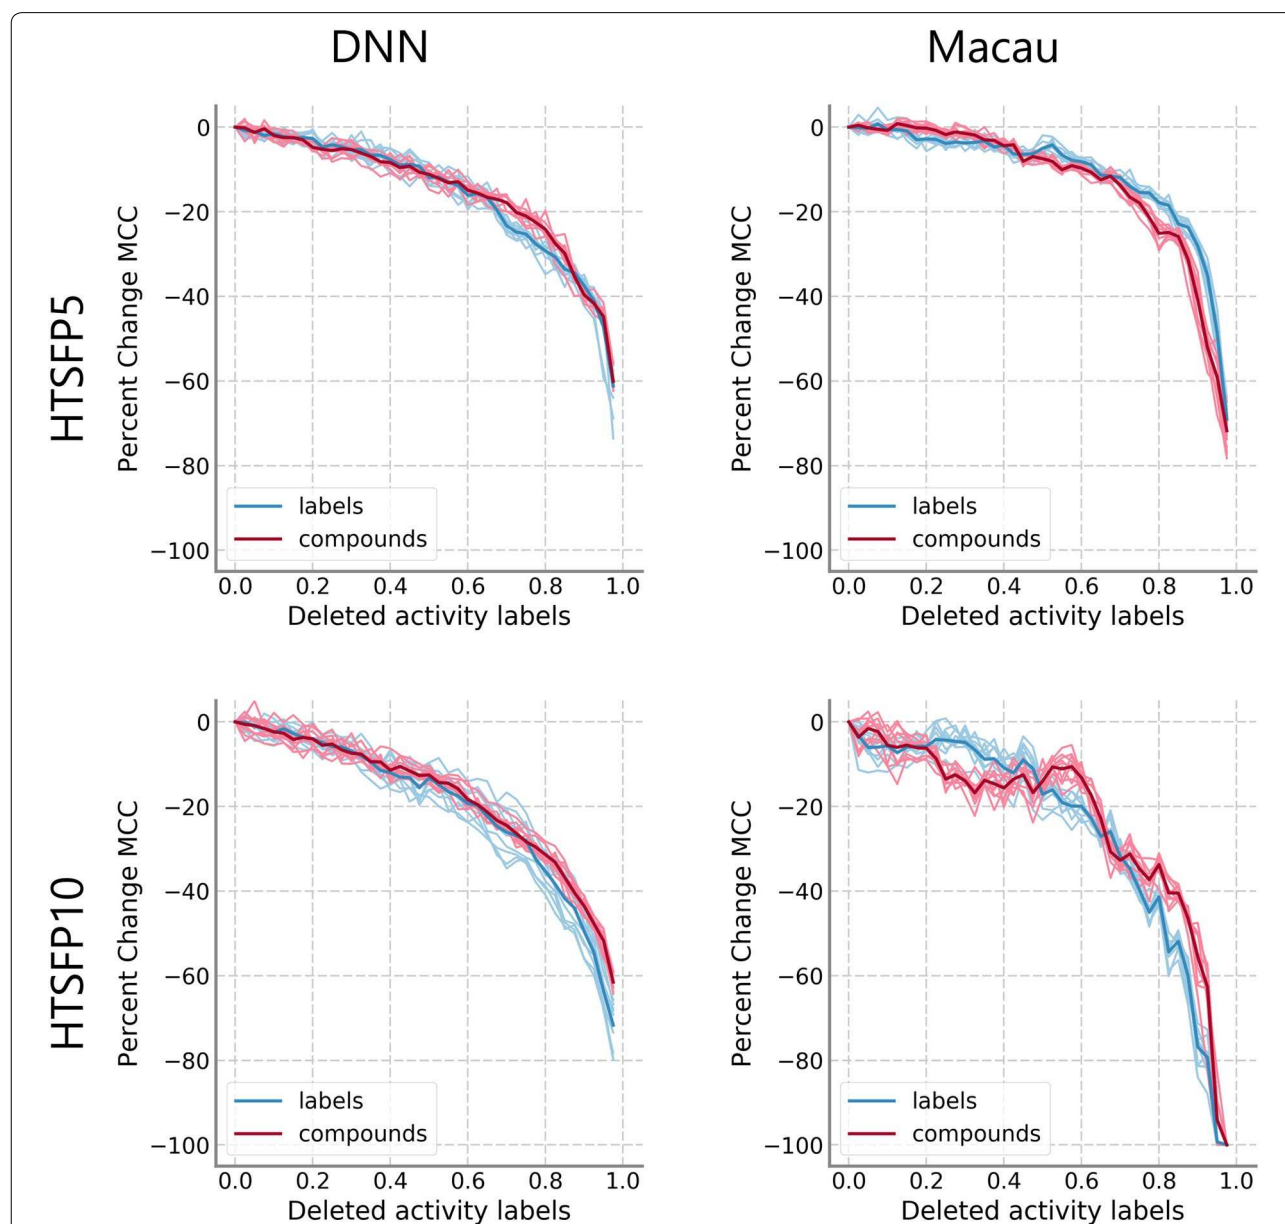 DNN
Macau
HTSFP5
Percent Change MCC
0
−20
−40
−60
−80
−100
labels
compounds
0.0 0.2 0.4 0.6 0.8 1.0
Deleted activity labels
Percent Change MCC
0
−20
−40
−60
−80
−100
labels
compounds
0.0 0.2 0.4 0.6 0.8 1.0
Deleted activity labels
HTSFP10
Percent Change MCC
0
−20
−40
−60
−80
−100
labels
compounds
0.0 0.2 0.4 0.6 0.8 1.0
Deleted activity labels
Percent Change MCC
0
−20
−40
−60
−80
−100
labels
compounds
0.0 0.2 0.4 0.6 0.8 1.0
Deleted activity labels